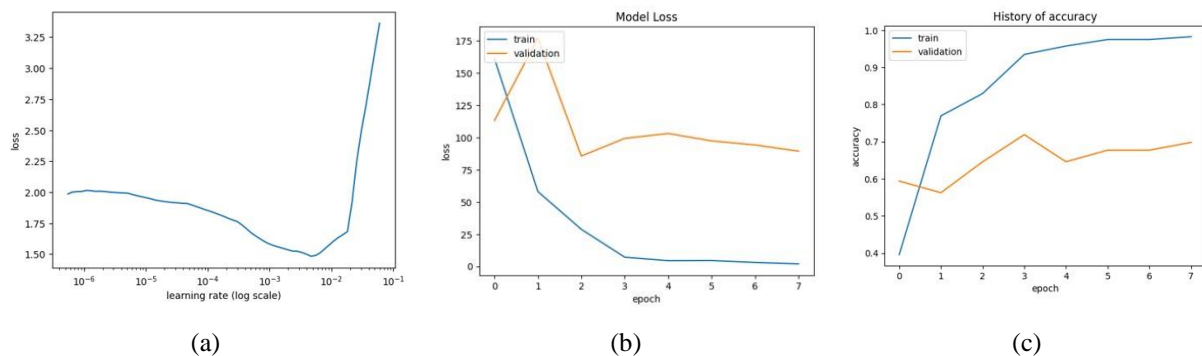 3.25
3.00
2.75
2.50
2.25
2.00
1.75
1.50
loss
10⁻⁶ 10⁻⁵ 10⁻⁴ 10⁻³ 10⁻² 10⁻¹
learning rate (log scale)
(a)
Model Loss
train
validation
175
150
125
100
75
50
25
0
loss
0 1 2 3 4 5 6 7
epoch
(b)
History of accuracy
train
validation
1.0
0.9
0.8
0.7
0.6
0.5
0.4
accuracy
0 1 2 3 4 5 6 7
epoch
(c)